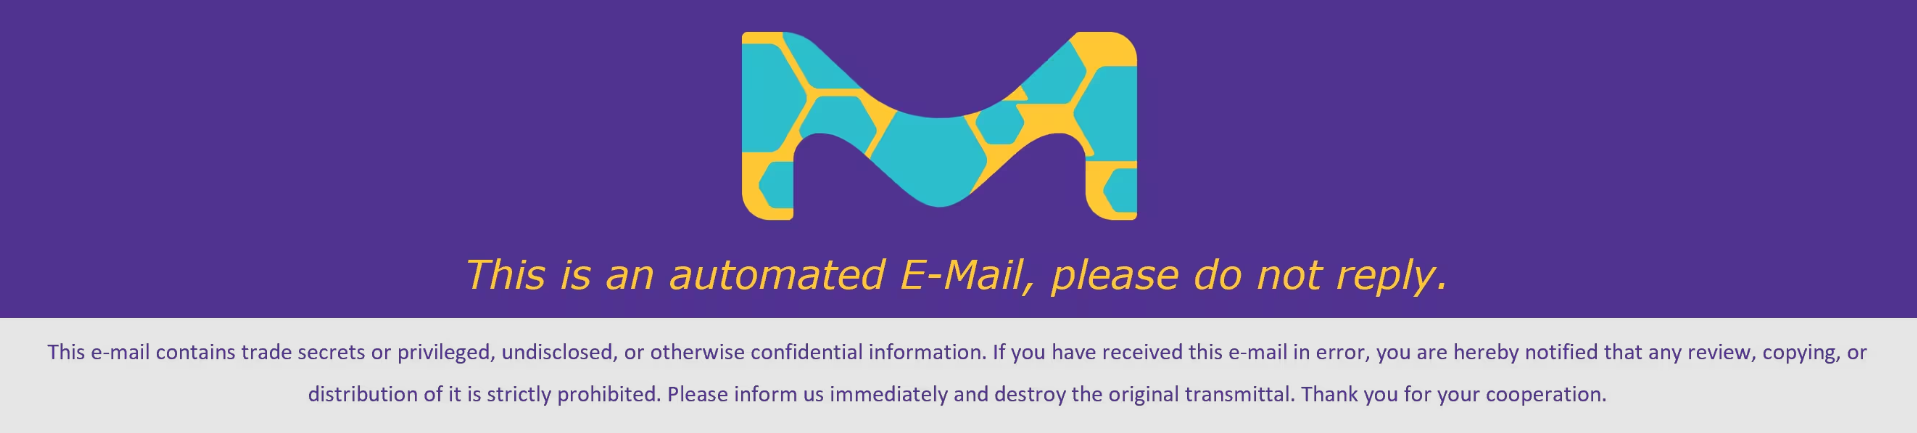 This is an automated E-Mail, please do not reply.
This e-mail contains trade secrets or privileged, undisclosed, or otherwise confidential information. If you have received this e-mail in error, you are hereby notified that any review, copying, or
distribution of it is strictly prohibited. Please inform us immediately and destroy the original transmittal. Thank you for your cooperation.